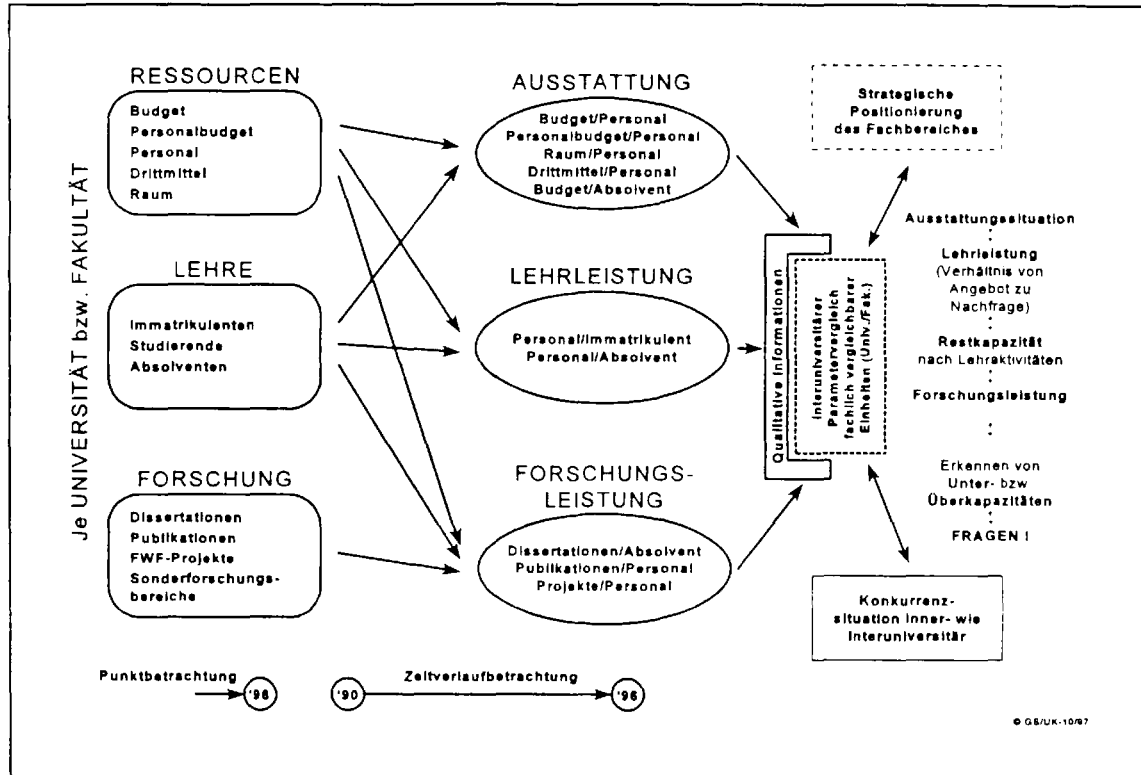 Je UNIVERSITÄT bzw. FAKULTÄT
RESSOURCEN
Budget
Personalbudget
Personal
Drittmittel
Raum
LEHRE
Immatrikulenten
Studierende
Absolventen
FORSCHUNG
Dissertationen
Publikationen
FWF-Projekte
Sonderforschungs-
bereiche
AUSSTATTUNG
Budget/Personal
Personalbudget/Personal
Raum/Personal
Drittmittel/Personal
Budget/Absolvent
LEHRLEISTUNG
Personal/Immatrikulent
Personal/Absolvent
FORSCHUNGS-
LEISTUNG
Dissertationen/Absolvent
Publikationen/Personal
Projekte/Personal
Qualitative Informationen
Interuniversitärer
Parametervergleich
fachlich vergleichbarer
Einheiten (Univ./Fak.)
Strategische
Positionierung
des Fachbereiches
Ausstattungssituation
Lehrleistung
(Verhältnis von
Angebot zu
Nachfrage)
Restkapazität
nach Lehraktivitäten
Forschungsleistung
Erkennen von
Unter- bzw
Überkapazitäten
FRAGEN !
Konkurrenz-
situation inner- wie
interuniversitär
Punktbetrachtung
'96
'90
Zeitverlaufbetrachtung
'96
© GB/UK-10/97